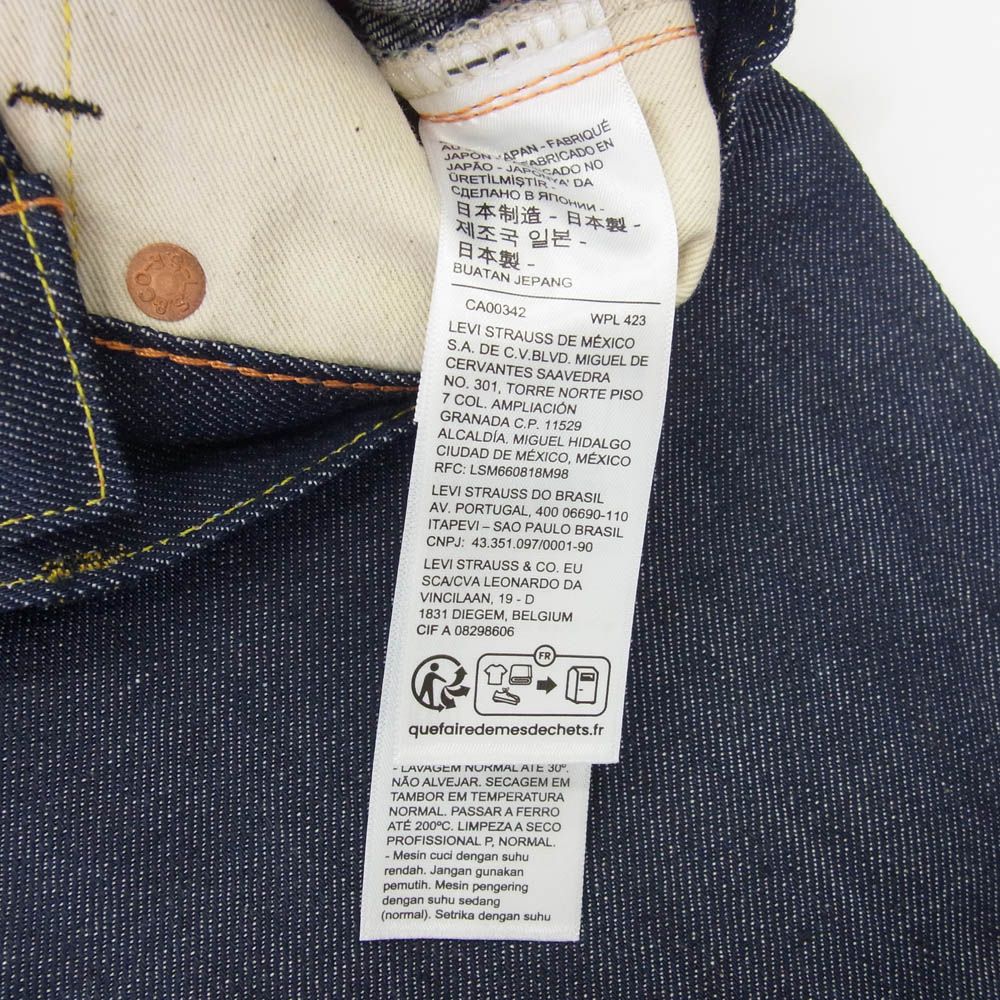 JAPAN - FABRIQUÉ
JAPON FABRICADO EN
JAPÃO - NO
ÜRETİLMİŞTİR DA
СДЕЛАНО В ЯПОНИИ -
日本制造 - 日本製 -
제조국 일본 -
日本製 -
BUATAN JEPANG
CA00342 WPL 423
LEVI STRAUSS DE MÉXICO
S.A. DE C.V.BLVD. MIGUEL DE
CERVANTES SAAVEDRA
NO. 301, TORRE NORTE PISO
7 COL. AMPLIACIÓN
GRANADA C.P. 11529
ALCALDÍA. MIGUEL HIDALGO
CIUDAD DE MÉXICO, MÉXICO
RFC: LSM660818M98
LEVI STRAUSS DO BRASIL
AV. PORTUGAL, 400 06690-110
ITAPEVI – SAO PAULO BRASIL
CNPJ: 43.351.097/0001-90
LEVI STRAUSS & CO. EU
SCA/CVA LEONARDO DA
VINCILAAN, 19 - D
1831 DIEGEM, BELGIUM
CIF A 08298606
FR
quefairedemesdechets.fr
- LAVAGEM NORMAL ATÉ 30º.
NÃO ALVEJAR. SECAGEM EM
TAMBOR EM TEMPERATURA
NORMAL. PASSAR A FERRO
ATÉ 200ºC. LIMPEZA A SECO
PROFISSIONAL P, NORMAL.
- Mesin cuci dengan suhu
rendah. Jangan gunakan
pemutih. Mesin pengering
dengan suhu sedang
(normal). Setrika dengan suhu